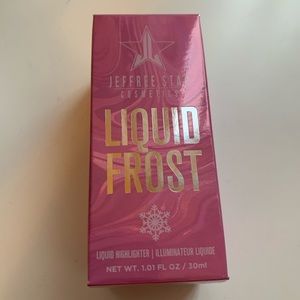 JEFFREE STAR
COSMETICS
LIQUID
FROST
LIQUID HIGHLIGHTER | ILLUMINATEUR LIQUIDE
NET WT. 1.01 FL OZ / 30ml